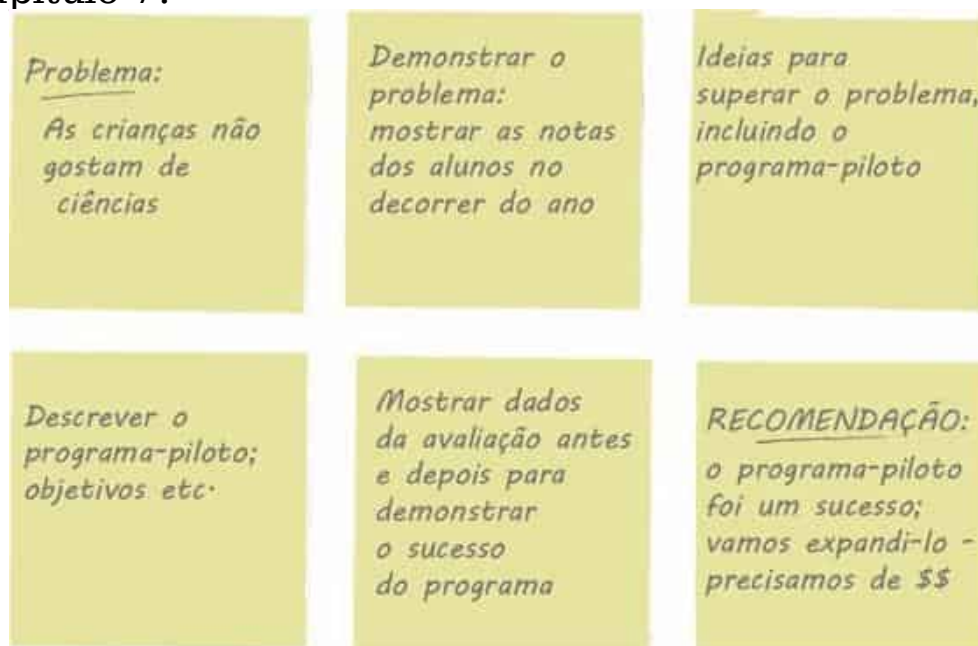 Problema:
As crianças não
gostam de
ciências
Demonstrar o
problema:
mostrar as notas
dos alunos no
decorrer do ano
Ideias para
superar o problema,
incluindo o
programa-piloto
Descrever o
programa-piloto;
objetivos etc.
Mostrar dados
da avaliação antes
e depois para
demonstrar
o sucesso
do programa
RECOMENDAÇÃO:
o programa-piloto
foi um sucesso;
vamos expandi-lo -
precisamos de $$